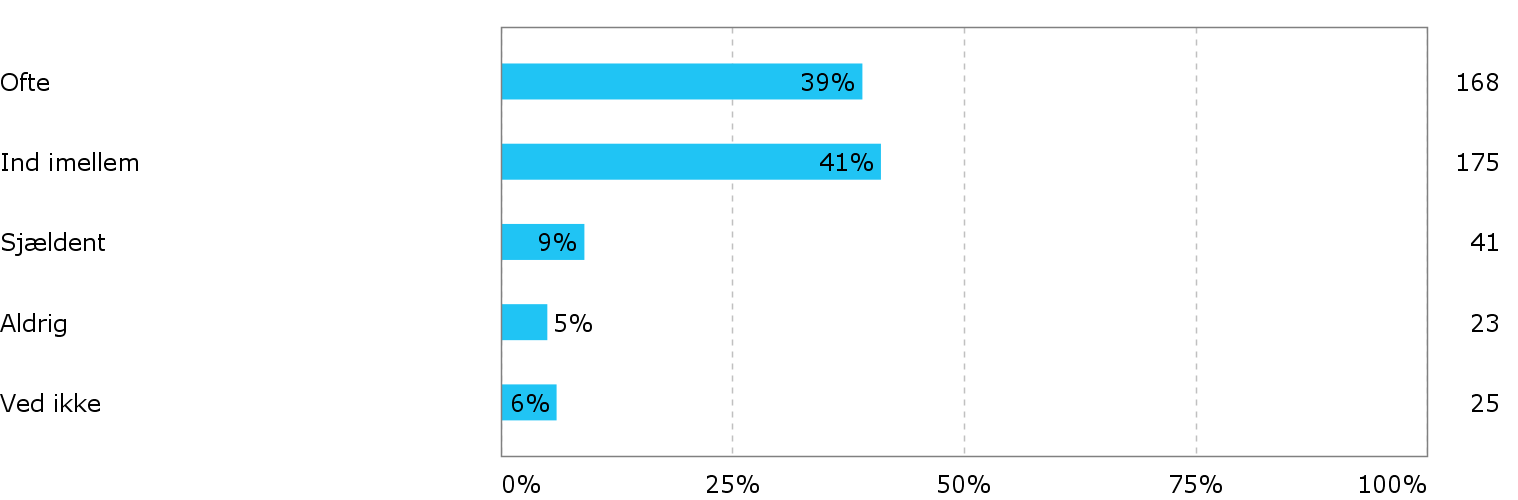 Ofte 39% 168
Ind imellem 41% 175
Sjældent 9% 41
Aldrig 5% 23
Ved ikke 6% 25
0% 25% 50% 75% 100%